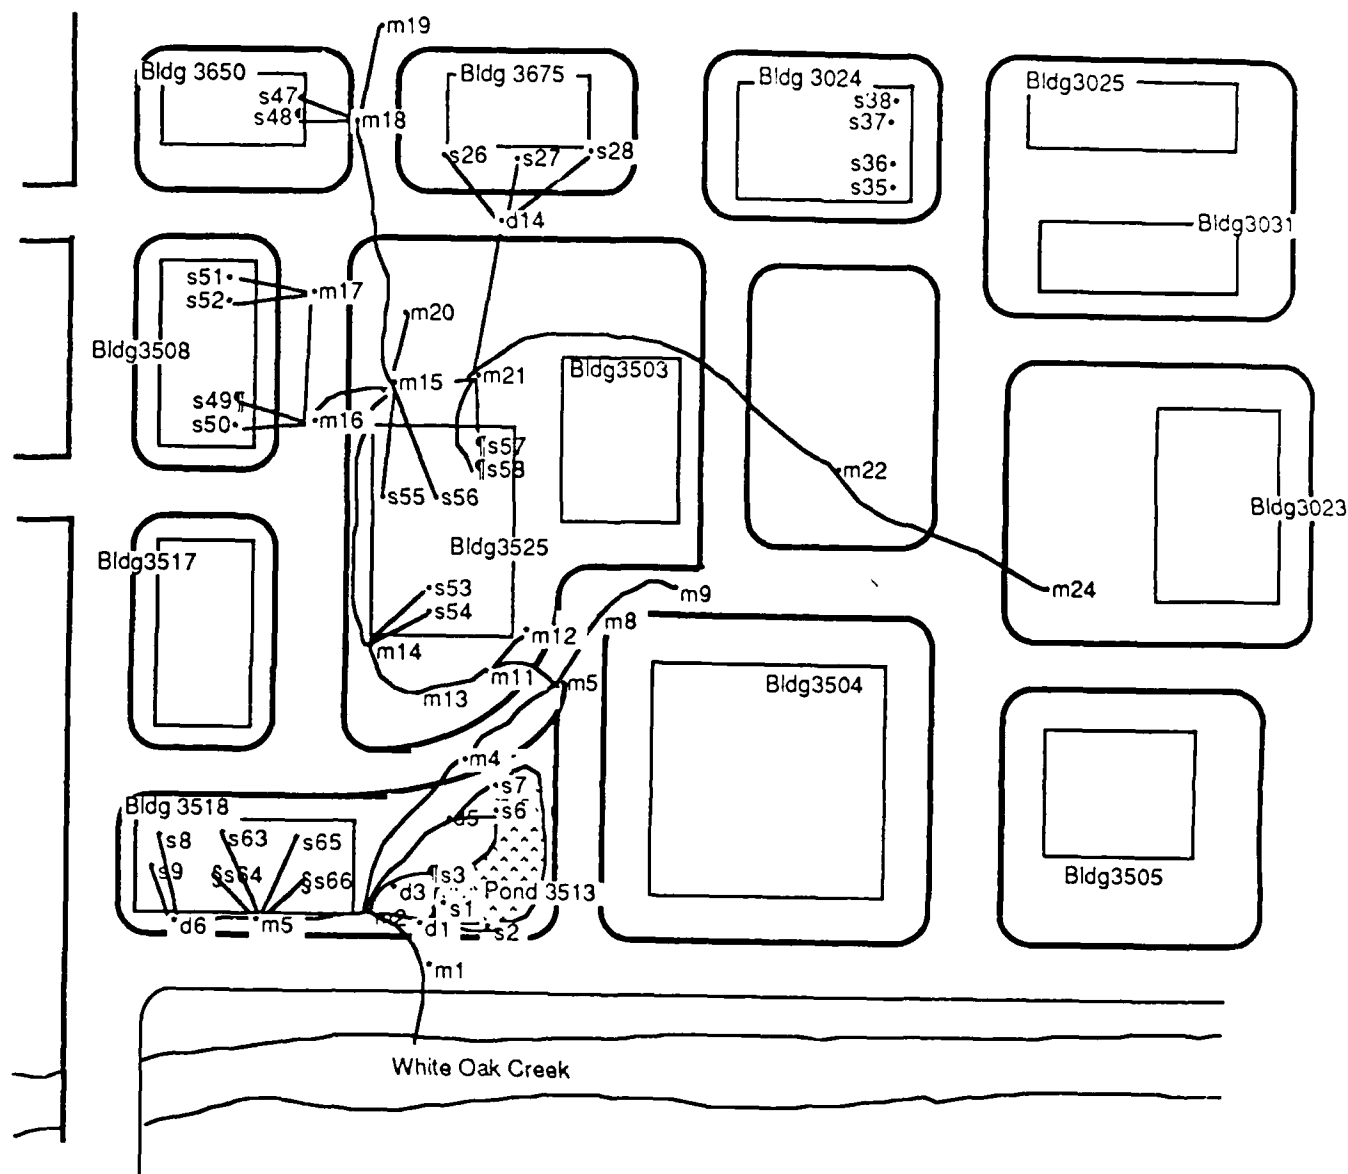 m19
Bldg 3650
Bldg 3675
Bldg 3024
Bldg3025
s47
s38
s48¶
m18
s37
s26
s27
s28
s36
s35
d14
Bldg3031
s51
m17
s52
m20
Bldg3508
Bldg3503
m15
m21
s49¶
s50
m16
¶s57
¶s58
m22
s55
s56
Bldg3023
Bldg3525
Bldg3517
s53
m9
m24
s54
m8
m12
m14
m11
m5
Bldg3504
m13
m4
s7
Bldg 3518
s6
d5
s8
s63
s65
s9
§s64
§s66
¶s3
Bldg3505
d3
Pond 3513
s1
m2
d6
m5
d1
s2
m1
White Oak Creek